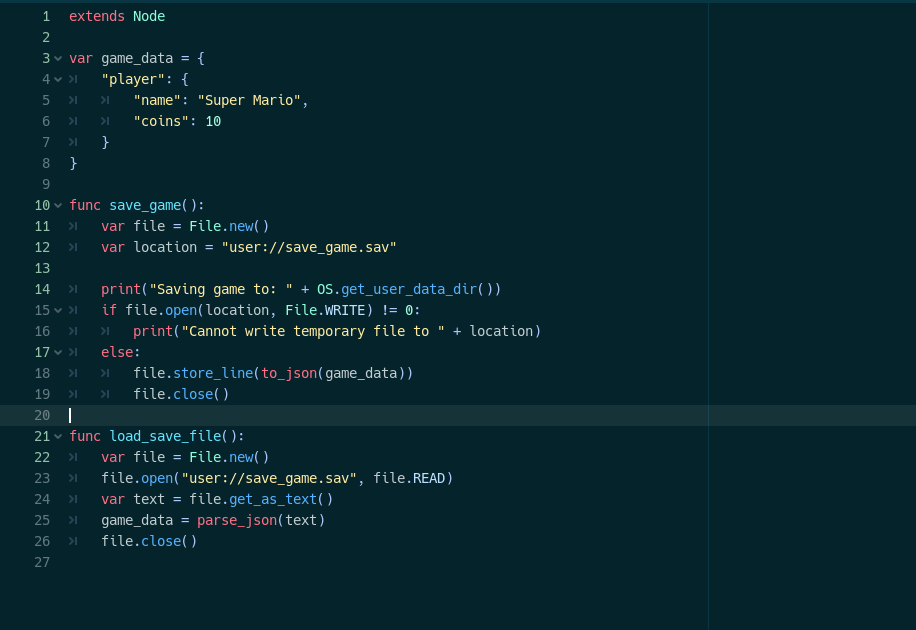 1 extends Node
2
3 var game_data = {
4 "player": {
5 "name": "Super Mario",
6 "coins": 10
7 }
8 }
9
10 func save_game():
11 var file = File.new()
12 var location = "user://save_game.sav"
13
14 print("Saving game to: " + OS.get_user_data_dir())
15 if file.open(location, File.WRITE) != 0:
16 print("Cannot write temporary file to " + location)
17 else:
18 file.store_line(to_json(game_data))
19 file.close()
20
21 func load_save_file():
22 var file = File.new()
23 file.open("user://save_game.sav", file.READ)
24 var text = file.get_as_text()
25 game_data = parse_json(text)
26 file.close()
27